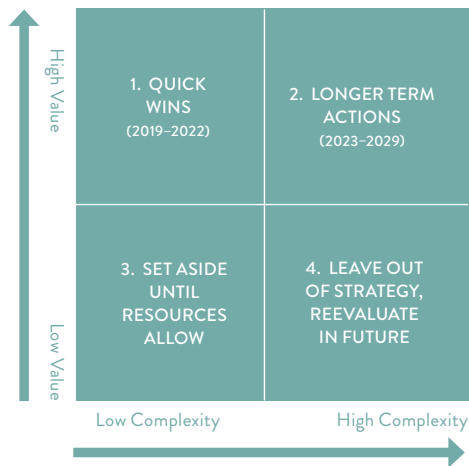 High Value
1. QUICK
WINS
(2019–2022)
2. LONGER TERM
ACTIONS
(2023–2029)
Low Value
3. SET ASIDE
UNTIL
RESOURCES
ALLOW
4. LEAVE OUT
OF STRATEGY,
REEVALUATE
IN FUTURE
Low Complexity
High Complexity